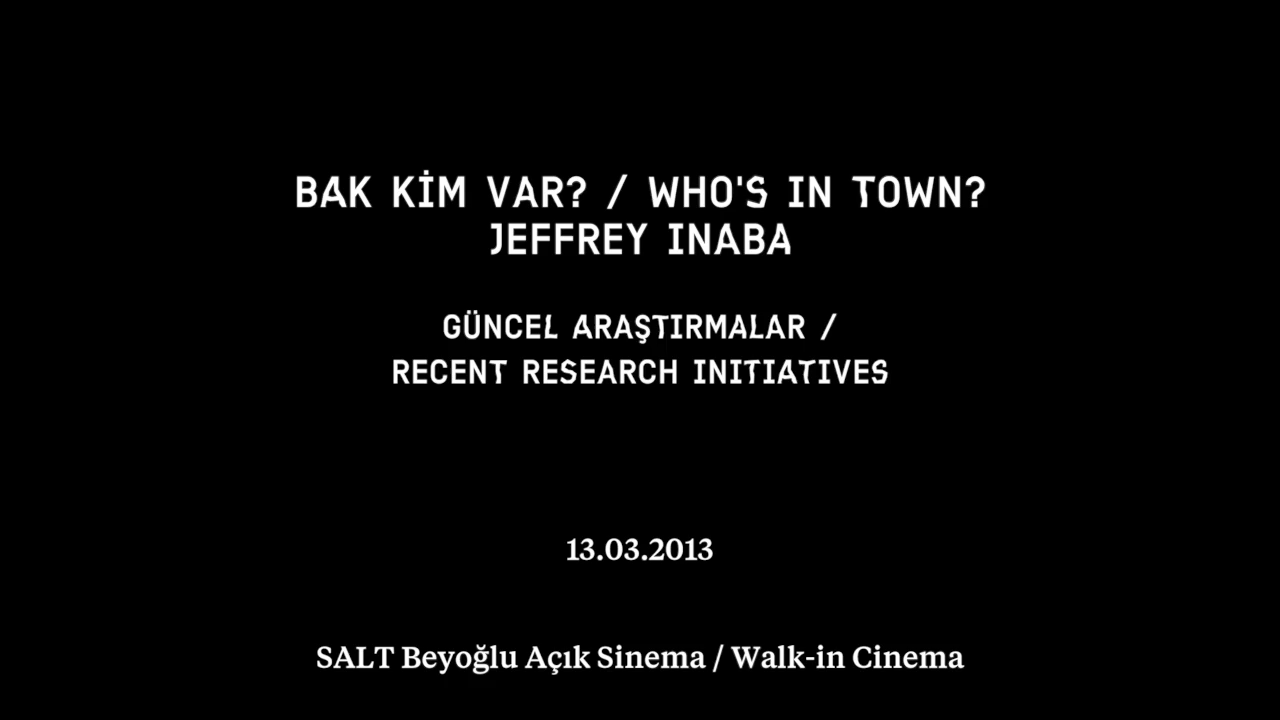 BAK KİM VAR? / WHO'S IN TOWN?
JEFFREY INABA
GÜNCEL ARAŞTIRMALAR /
RECENT RESEARCH INITIATIVES
13.03.2013
SALT Beyoğlu Açık Sinema / Walk-in Cinema